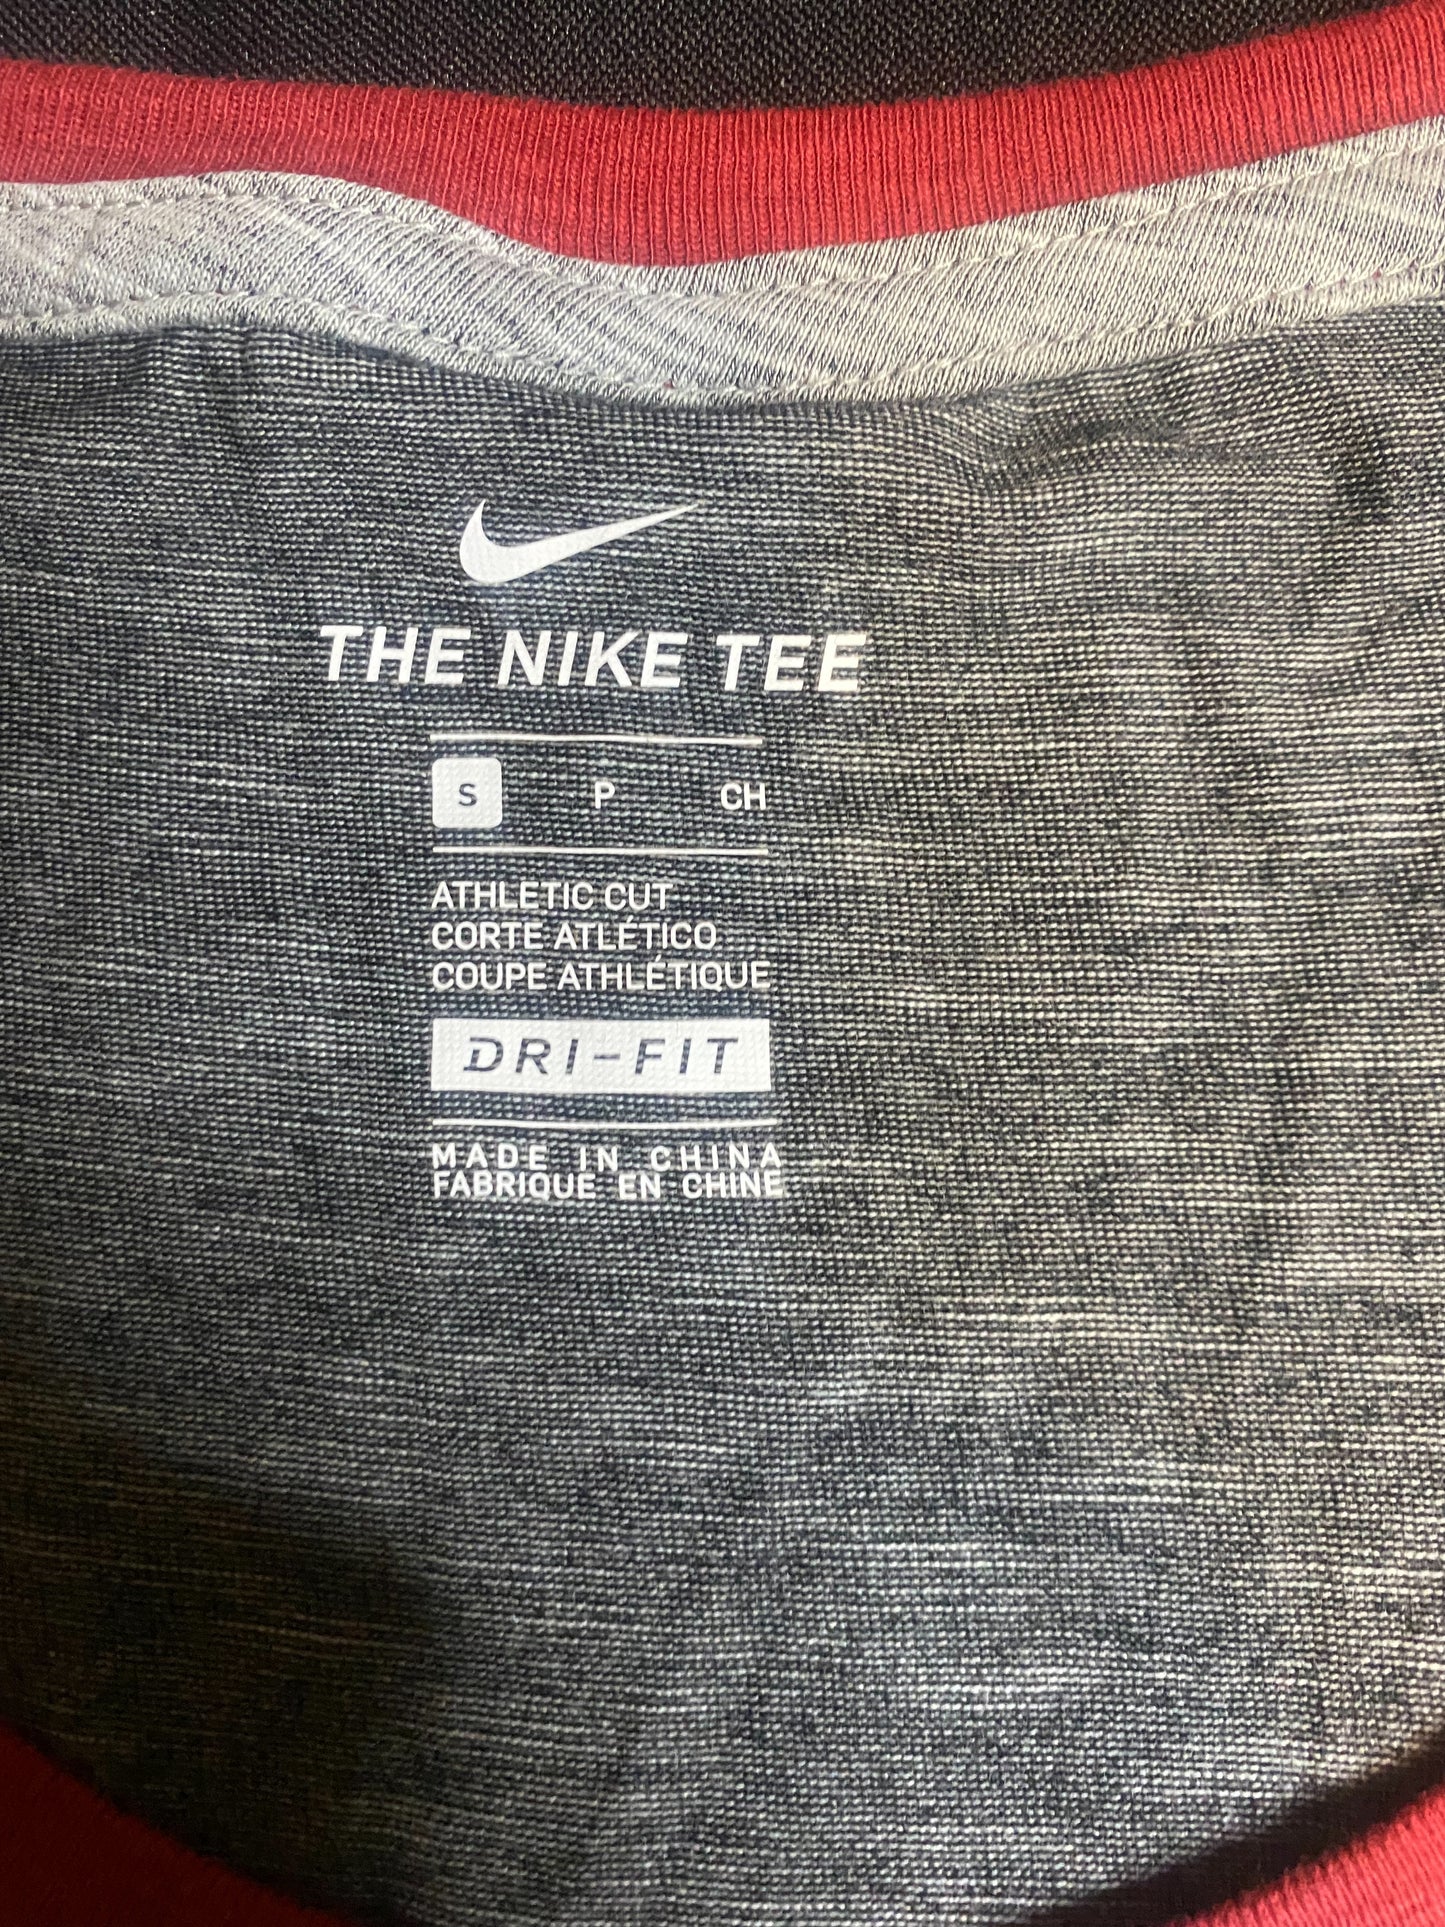 THE NIKE TEE
S P CH
ATHLETIC CUT
CORTE ATLÉTICO
COUPE ATHLÉTIQUE
DRI-FIT
MADE IN CHINA
FABRIQUE EN CHINE